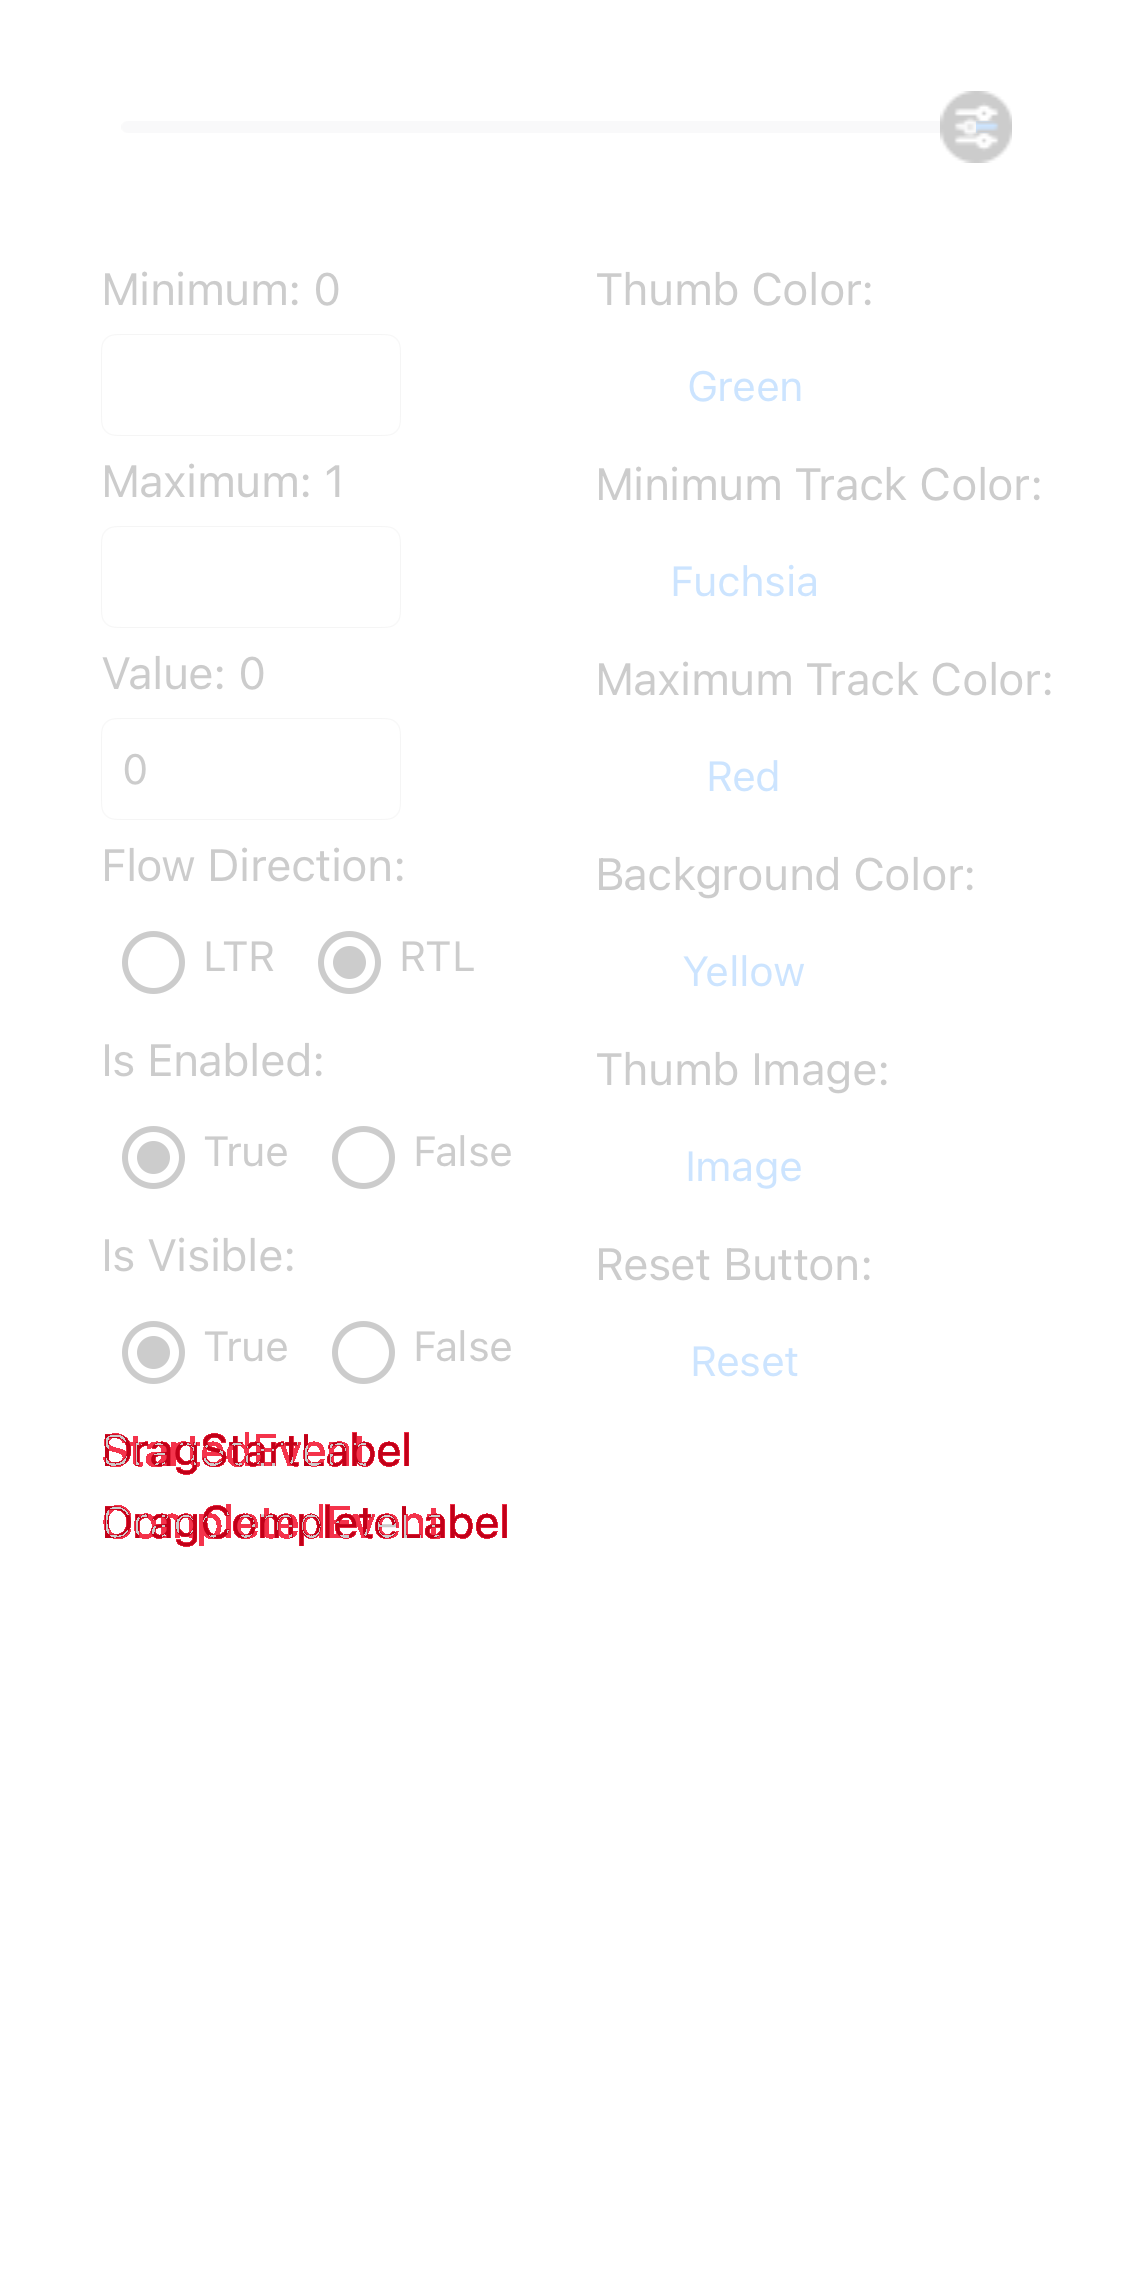 Minimum: 0
Maximum: 1
Value: 0
0
Flow Direction:
LTR RTL
Is Enabled:
True False
Is Visible:
True False
Thumb Color:
Green
Minimum Track Color:
Fuchsia
Maximum Track Color:
Red
Background Color:
Yellow
Thumb Image:
Image
Reset Button:
Reset
DragStartLabel
DragCompleteLabel